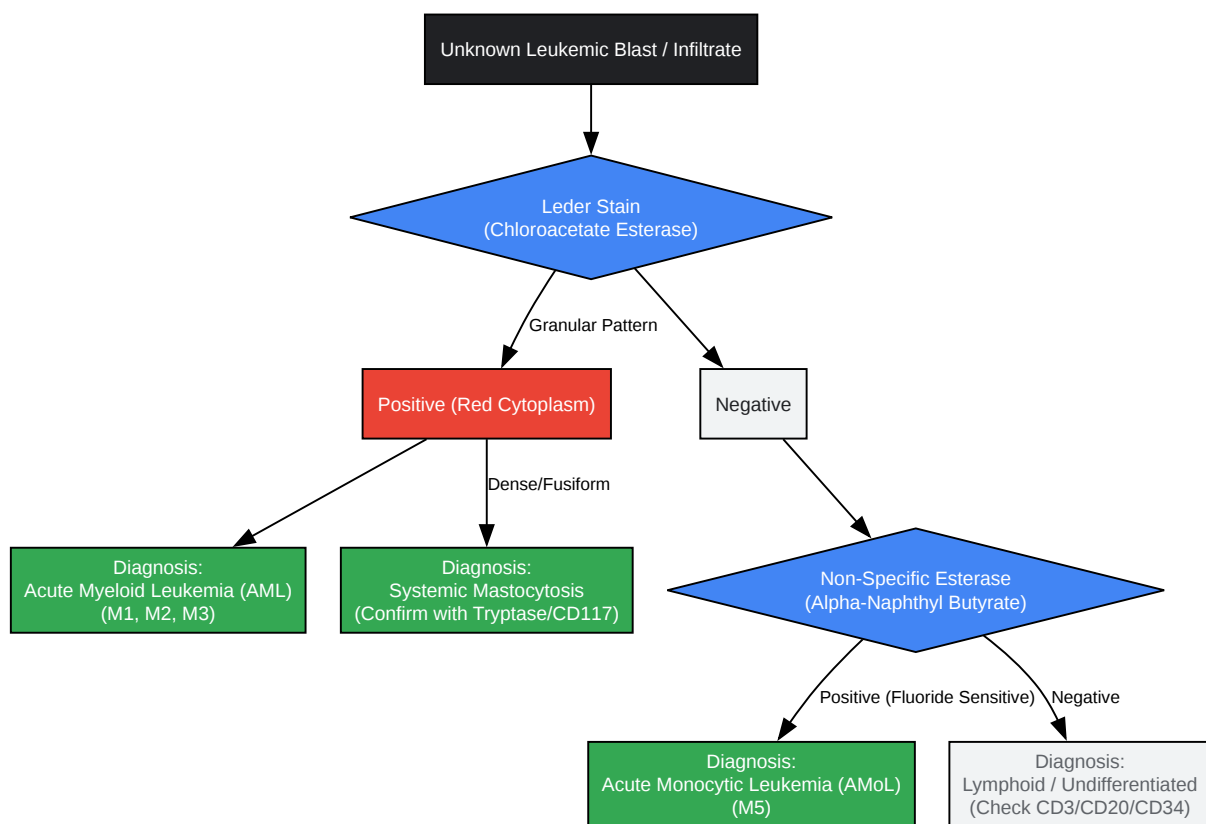 Unknown Leukemic Blast / Infiltrate
Leder Stain
(Chloroacetate Esterase)
Granular Pattern
Positive (Red Cytoplasm)
Negative
Dense/Fusiform
Diagnosis:
Acute Myeloid Leukemia (AML)
(M1, M2, M3)
Diagnosis:
Systemic Mastocytosis
(Confirm with Tryptase/CD117)
Non-Specific Esterase
(Alpha-Naphthyl Butyrate)
Positive (Fluoride Sensitive)
Negative
Diagnosis:
Acute Monocytic Leukemia (AMoL)
(M5)
Diagnosis:
Lymphoid / Undifferentiated
(Check CD3/CD20/CD34)